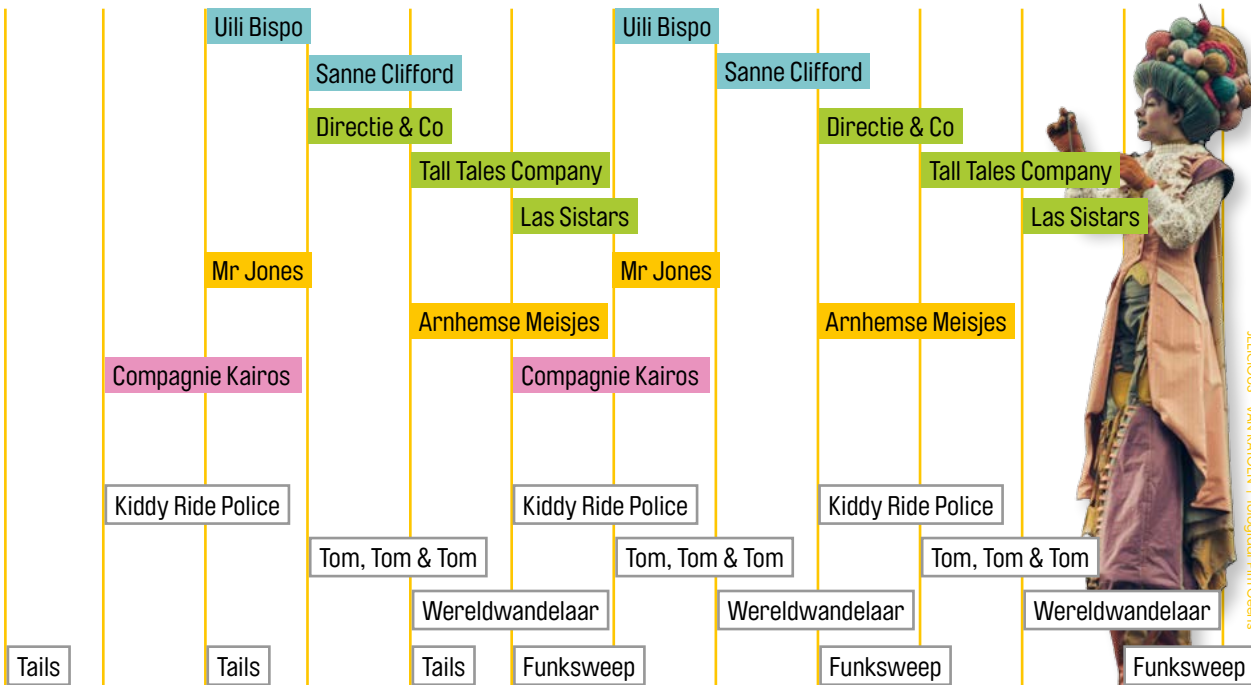 Uili Bispo Uili Bispo
Sanne Clifford Sanne Clifford
Directie & Co Directie & Co
Tall Tales Company Tall Tales Company
Las Sistars Las Sistars
Mr Jones Mr Jones
Arnhemse Meisjes Arnhemse Meisjes
Compagnie Kairos Compagnie Kairos
Kiddy Ride Police Kiddy Ride Police Kiddy Ride Police
Tom, Tom & Tom Tom, Tom & Tom Tom, Tom & Tom
Wereldwandelaar Wereldwandelaar Wereldwandelaar
Tails Tails Tails Funksweep Funksweep Funksweep